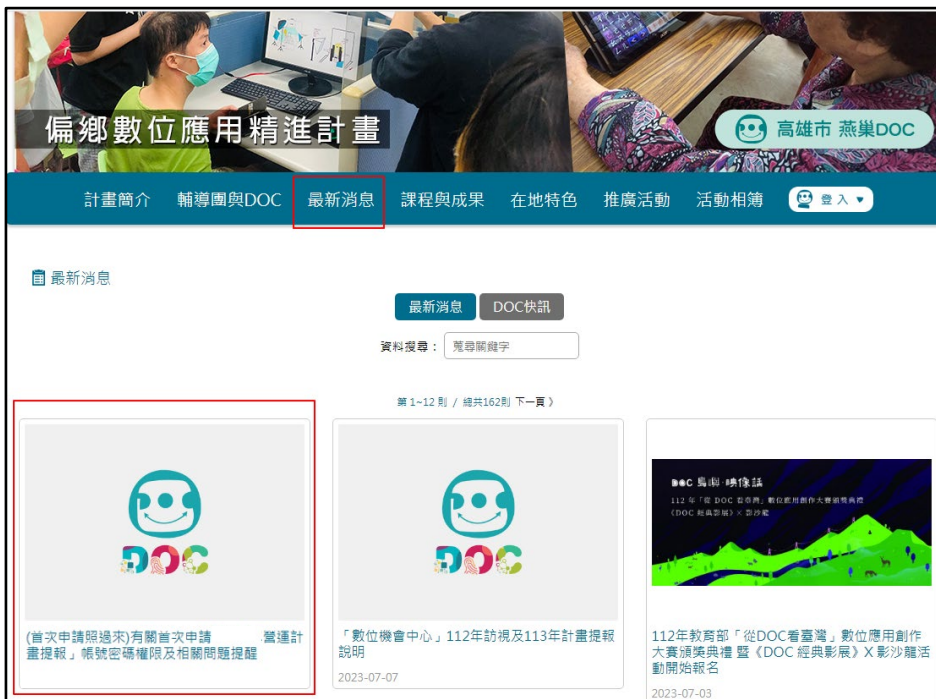 偏鄉數位應用精進計畫
高雄市 燕巢DOC
計畫簡介 輔導團與DOC 最新消息 課程與成果 在地特色 推廣活動 活動相簿 登入 ▼
最新消息
最新消息 DOC快訊
資料搜尋： 蒐尋關鍵字
第 1~12 則 / 總共162則 下一頁 》
DOC
DOC
112 年「從 DOC 看臺灣」數位應用創作大賽頒獎典禮
《DOC 經典影展》X 影沙龍
(首次申請照過來)有關首次申請 營運計
畫提報」帳號密碼權限及相關問題提醒
「數位機會中心」112年訪視及113年計畫提報
說明
2023-07-07
112年教育部「從DOC看臺灣」數位應用創作
大賽頒獎典禮 暨《DOC 經典影展》X 影沙龍活
動開始報名
2023-07-03